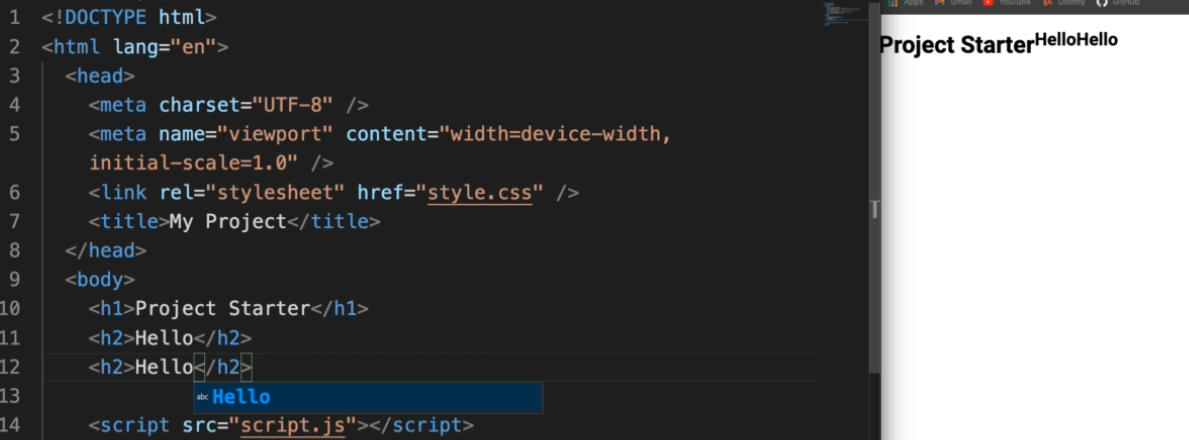 Apps Gmail YouTube Udemy GitHub
1 <!DOCTYPE html>
2 <html lang="en">
3 <head>
4 <meta charset="UTF-8" />
5 <meta name="viewport" content="width=device-width,
initial-scale=1.0" />
6 <link rel="stylesheet" href="style.css" />
7 <title>My Project</title>
8 </head>
9 <body>
10 <h1>Project Starter</h1>
11 <h2>Hello</h2>
12 <h2>Hello</h2>
13
abc Hello
14 <script src="script.js"></script>
Project StarterHelloHello